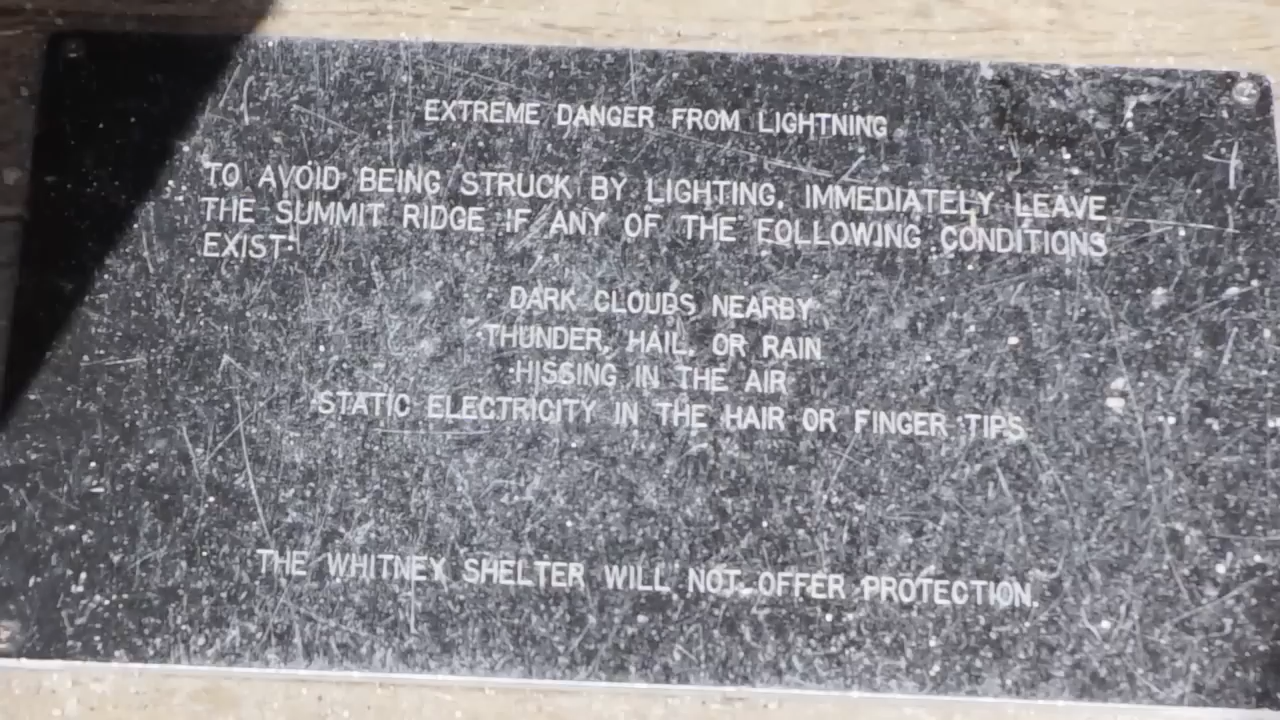 EXTREME DANGER FROM LIGHTNING
TO AVOID BEING STRUCK BY LIGHTING, IMMEDIATELY LEAVE
THE SUMMIT RIDGE IF ANY OF THE FOLLOWING CONDITIONS
EXIST:
DARK CLOUDS NEARBY
THUNDER, HAIL, OR RAIN
HISSING IN THE AIR
STATIC ELECTRICITY IN THE HAIR OR FINGER TIPS
THE WHITNEY SHELTER WILL NOT OFFER PROTECTION.